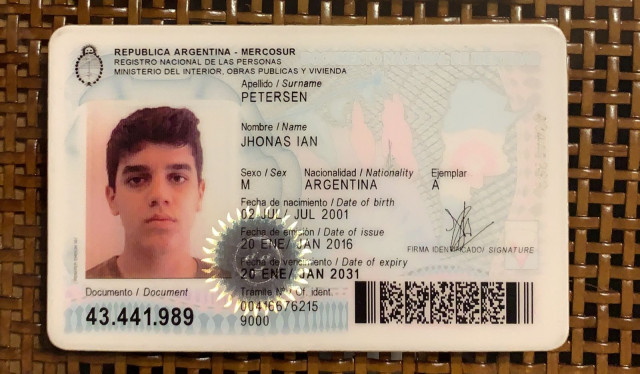 REPUBLICA ARGENTINA - MERCOSUR
REGISTRO NACIONAL DE LAS PERSONAS
MINISTERIO DEL INTERIOR, OBRAS PUBLICAS Y VIVIENDA
Apellido / Surname
PETERSEN
Nombre / Name
JHONAS IAN
Sexo / Sex Nacionalidad / Nationality Ejemplar
M ARGENTINA A
Fecha de nacimiento / Date of birth
02 JUL/ JUL 2001
Fecha de emisión / Date of issue
20 ENE/ JAN 2016
FIRMA IDENTIFICADO/ SIGNATURE
Fecha de vencimiento / Date of expiry
20 ENE/ JAN 2031
Documento / Document Trámite Nº / Of. ident.
43.441.989 00416676215
9000